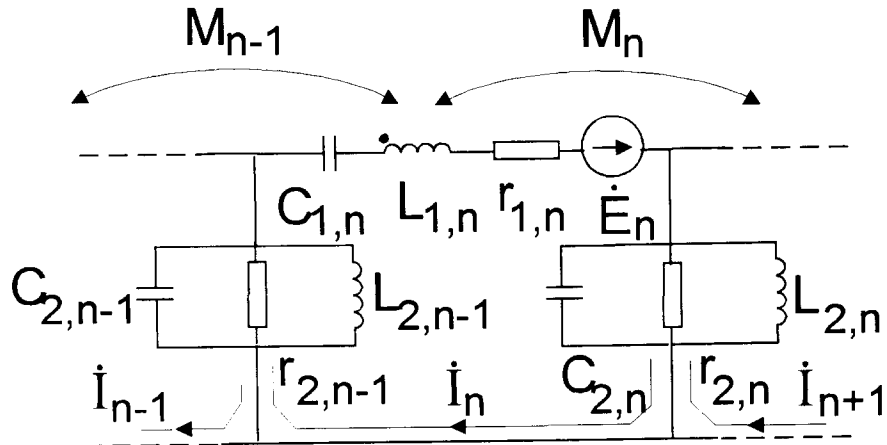 M_{n-1} M_n
C_{1,n} L_{1,n} r_{1,n} Ė_n
C_{2,n-1} L_{2,n-1} L_{2,n}
İ_{n-1} r_{2,n-1} İ_n C_{2,n} r_{2,n} İ_{n+1}